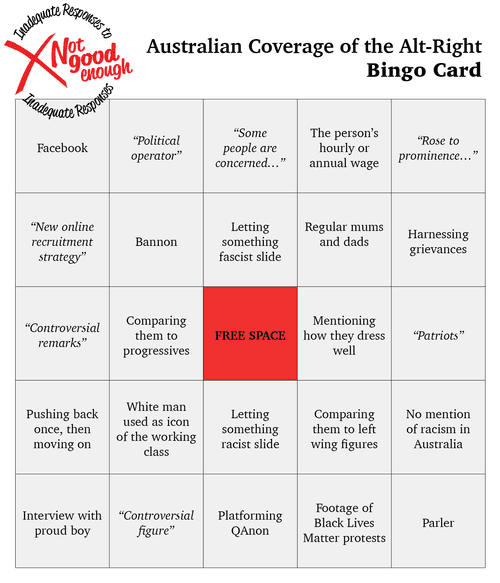 Inadequate Responses to
Not
good
enough
Inadequate Responses
Australian Coverage of the Alt-Right
Bingo Card
Facebook
“Political
operator”
“Some
people are
concerned…”
The person’s
hourly or
annual wage
“Rose to
prominence…”
“New online
recruitment
strategy”
Bannon
Letting
something
fascist slide
Regular mums
and dads
Harnessing
grievances
“Controversial
remarks”
Comparing
them to
progressives
FREE SPACE
Mentioning
how they dress
well
“Patriots”
Pushing back
once, then
moving on
White man
used as icon
of the working
class
Letting
something
racist slide
Comparing
them to left
wing figures
No mention
of racism in
Australia
Interview with
proud boy
“Controversial
figure”
Platforming
QAnon
Footage of
Black Lives
Matter protests
Parler